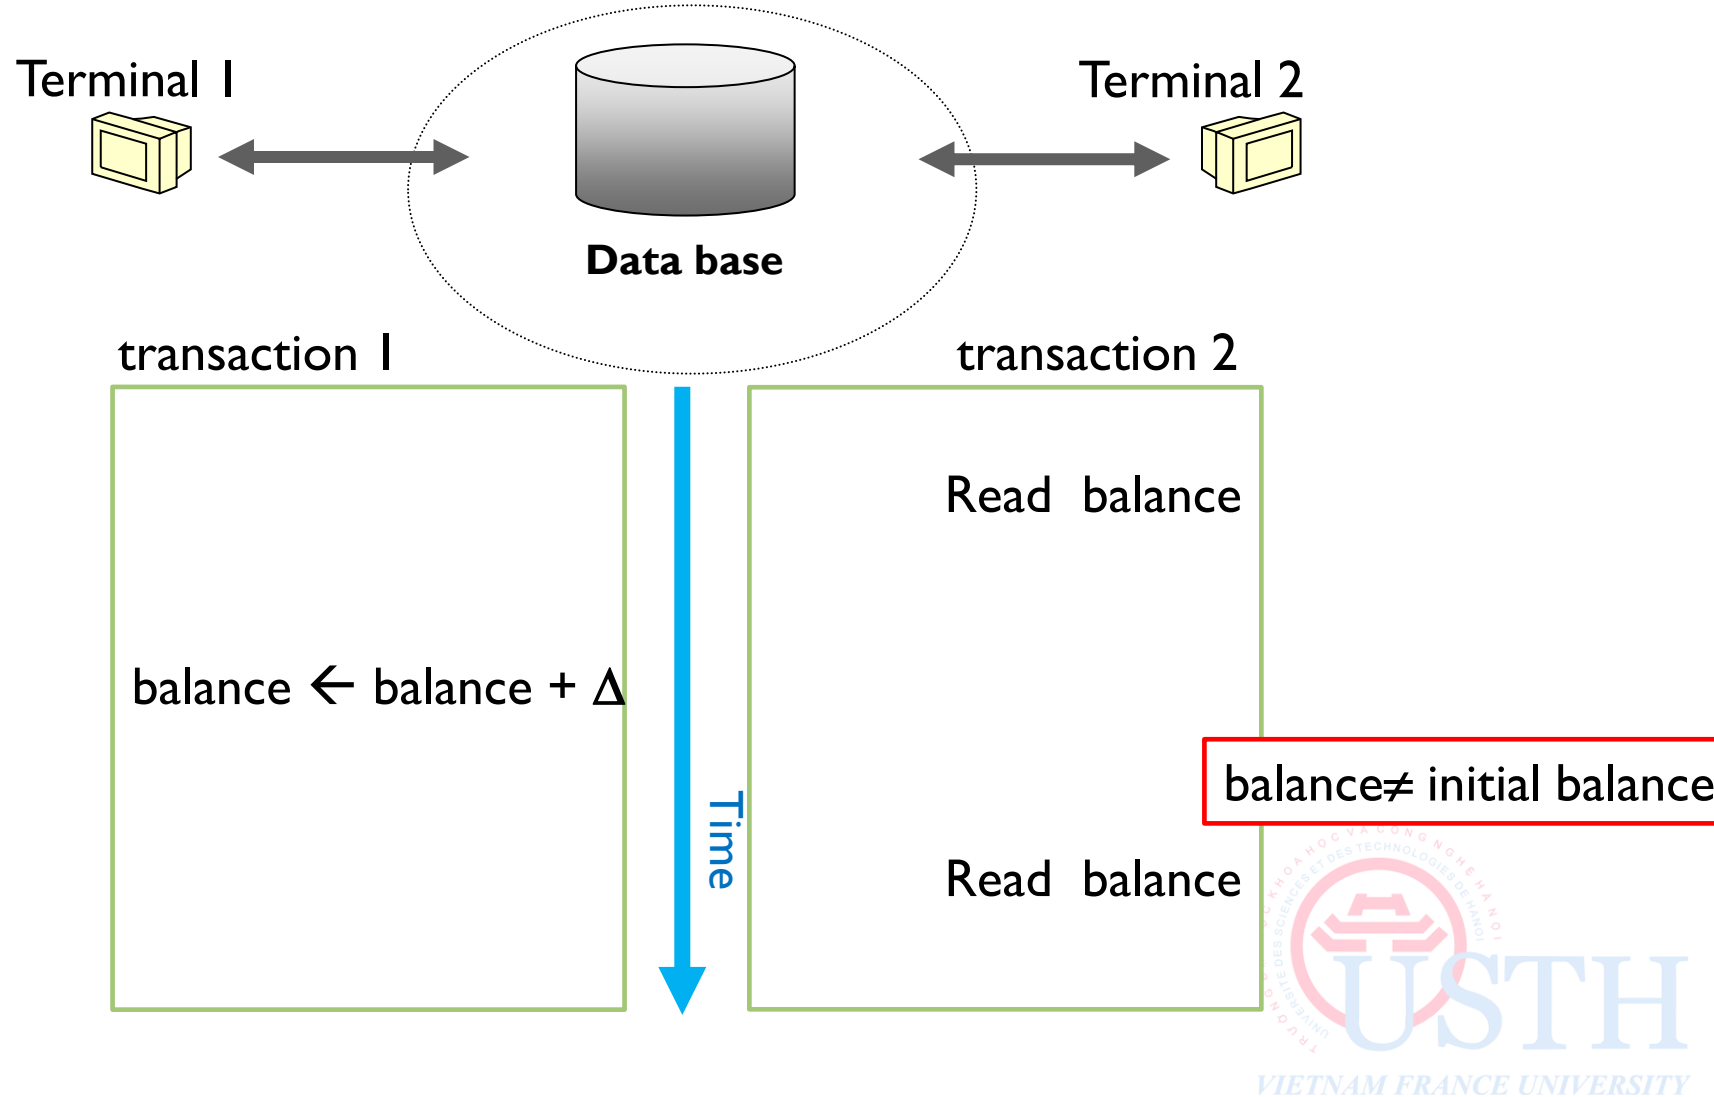 Terminal 1
Terminal 2
Data base
transaction 1
transaction 2
Read balance
balance ← balance + Δ
balance≠ initial balance
Time
Read balance
USTH
VIETNAM FRANCE UNIVERSITY